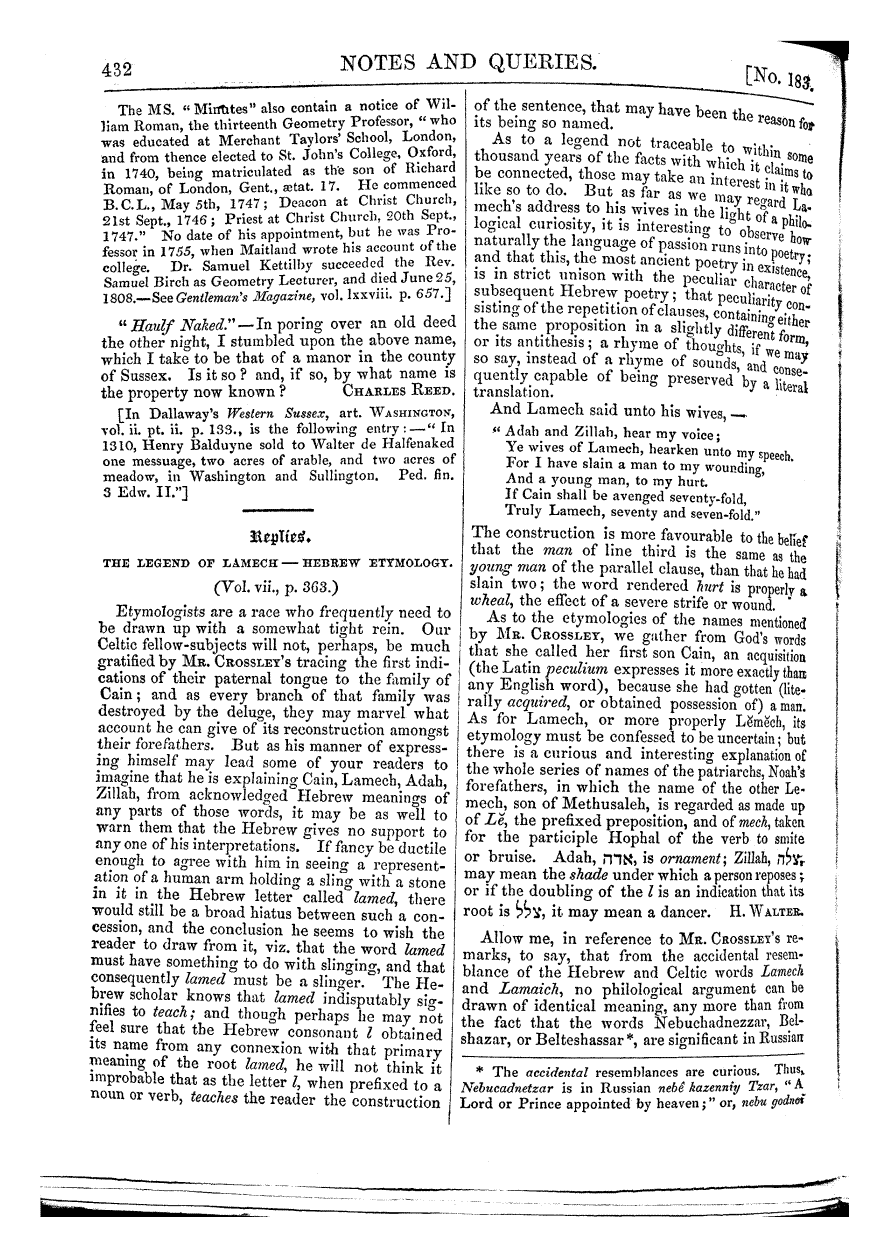 432
NOTES AND QUERIES.
[No. 183.
The MS. "Minutes" also contain a notice of Wil-
liam Roman, the thirteenth Geometry Professor, "who
was educated at Merchant Taylors' School, London,
and from thence elected to St. John's College, Oxford,
in 1740, being matriculated as the son of Richard
Roman, of London, Gent., ætat. 17. He commenced
B. C. L., May 5th, 1747; Deacon at Christ Church,
21st Sept., 1746; Priest at Christ Church, 20th Sept.,
1747." No date of his appointment, but he was Pro-
fessor in 1755, when Maitland wrote his account of the
college. Dr. Samuel Kettilby succeeded the Rev.
Samuel Birch as Geometry Lecturer, and died June 25,
1808.—See Gentleman's Magazine, vol. lxxviii. p. 657.]
"Haulf Naked."—In poring over an old deed
the other night, I stumbled upon the above name,
which I take to be that of a manor in the county
of Sussex. Is it so? and, if so, by what name is
the property now known? CHARLES REED.
[In Dallaway's Western Sussex, art. WASHINGTON,
vol. ii. pt. ii. p. 133., is the following entry:—"In
1310, Henry Balduyne sold to Walter de Halfenaked
one messuage, two acres of arable, and two acres of
meadow, in Washington and Sullington. Ped. fin.
3 Edw. II."]
Replies.
THE LEGEND OF LAMECH—HEBREW ETYMOLOGY.
(Vol. vii., p. 363.)
Etymologists are a race who frequently need to
be drawn up with a somewhat tight rein. Our
Celtic fellow-subjects will not, perhaps, be much
gratified by MR. CROSSLEY's tracing the first indi-
cations of their paternal tongue to the family of
Cain; and as every branch of that family was
destroyed by the deluge, they may marvel what
account he can give of its reconstruction amongst
their forefathers. But as his manner of express-
ing himself may lead some of your readers to
imagine that he is explaining Cain, Lamech, Adah,
Zillah, from acknowledged Hebrew meanings of
any parts of those words, it may be as well to
warn them that the Hebrew gives no support to
any one of his interpretations. If fancy be ductile
enough to agree with him in seeing a represent-
ation of a human arm holding a sling with a stone
in it in the Hebrew letter called lamed, there
would still be a broad hiatus between such a con-
cession, and the conclusion he seems to wish the
reader to draw from it, viz. that the word lamed
must have something to do with slinging, and that
consequently lamed must be a slinger. The He-
brew scholar knows that lamed indisputably sig-
nifies to teach; and though perhaps he may not
feel sure that the Hebrew consonant l obtained
its name from any connexion with that primary
meaning of the root lamed, he will not think it
improbable that as the letter l, when prefixed to a
noun or verb, teaches the reader the construction
of the sentence, that may have been the reason for
its being so named.
As to a legend not traceable to within some
thousand years of the facts with which it claims to
be connected, those may take an interest in it who
like so to do. But as far as we may regard La-
mech's address to his wives in the light of a philo-
logical curiosity, it is interesting to observe how
naturally the language of passion runs into poetry;
and that this, the most ancient poetry in existence,
is in strict unison with the peculiar character of
subsequent Hebrew poetry; that peculiarity con-
sisting of the repetition of clauses, containing either
the same proposition in a slightly different form,
or its antithesis; a rhyme of thoughts, if we may
so say, instead of a rhyme of sounds, and conse-
quently capable of being preserved by a literal
translation.
And Lamech said unto his wives,—
"Adah and Zillah, hear my voice;
Ye wives of Lamech, hearken unto my speech.
For I have slain a man to my wounding,
And a young man, to my hurt.
If Cain shall be avenged seventy-fold,
Truly Lamech, seventy and seven-fold."
The construction is more favourable to the belief
that the man of line third is the same as the
young man of the parallel clause, than that he had
slain two; the word rendered hurt is properly a
wheal, the effect of a severe strife or wound.
As to the etymologies of the names mentioned
by MR. CROSSLEY, we gather from God's words
that she called her first son Cain, an acquisition
(the Latin peculium expresses it more exactly than
any English word), because she had gotten (lite-
rally acquired, or obtained possession of) a man.
As for Lamech, or more properly Lĕmĕch, its
etymology must be confessed to be uncertain; but
there is a curious and interesting explanation of
the whole series of names of the patriarchs, Noah's
forefathers, in which the name of the other Le-
mech, son of Methusaleh, is regarded as made up
of Lĕ, the prefixed preposition, and of mech, taken
for the participle Hophal of the verb to smite
or bruise. Adah, אדה, is ornament; Zillah, צלה,
may mean the shade under which a person reposes;
or if the doubling of the l is an indication that its
root is צלל, it may mean a dancer. H. WALTER.
Allow me, in reference to MR. CROSSLEY's re-
marks, to say, that from the accidental resem-
blance of the Hebrew and Celtic words Lamech
and Lamaich, no philological argument can be
drawn of identical meaning, any more than from
the fact that the words Nebuchadnezzar, Bel-
shazar, or Belteshassar*, are significant in Russian
* The accidental resemblances are curious. Thus,
Nebucadnetzar is in Russian nebê kazenniy Tzar, "A
Lord or Prince appointed by heaven;" or, nebu godnoi